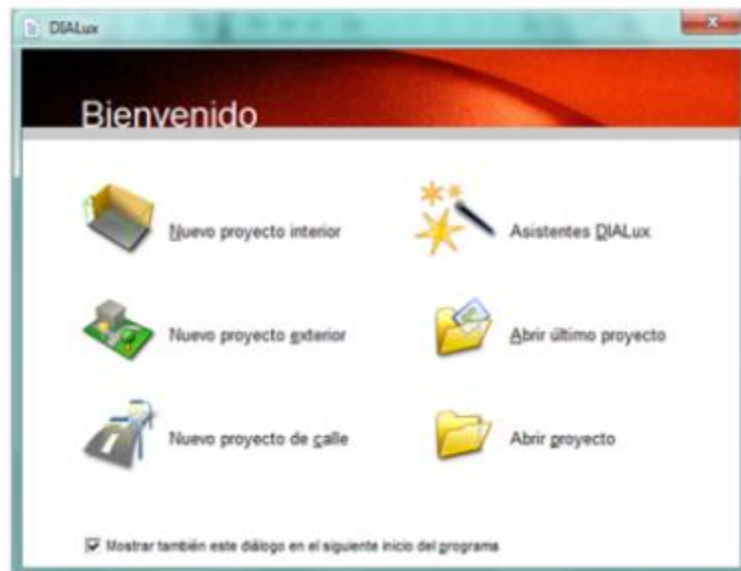 DIALux
Bienvenido
Nuevo proyecto interior
Asistentes DIALux
Nuevo proyecto exterior
Abrir último proyecto
Nuevo proyecto de calle
Abrir proyecto
Mostrar también este diálogo en el siguiente inicio del programa